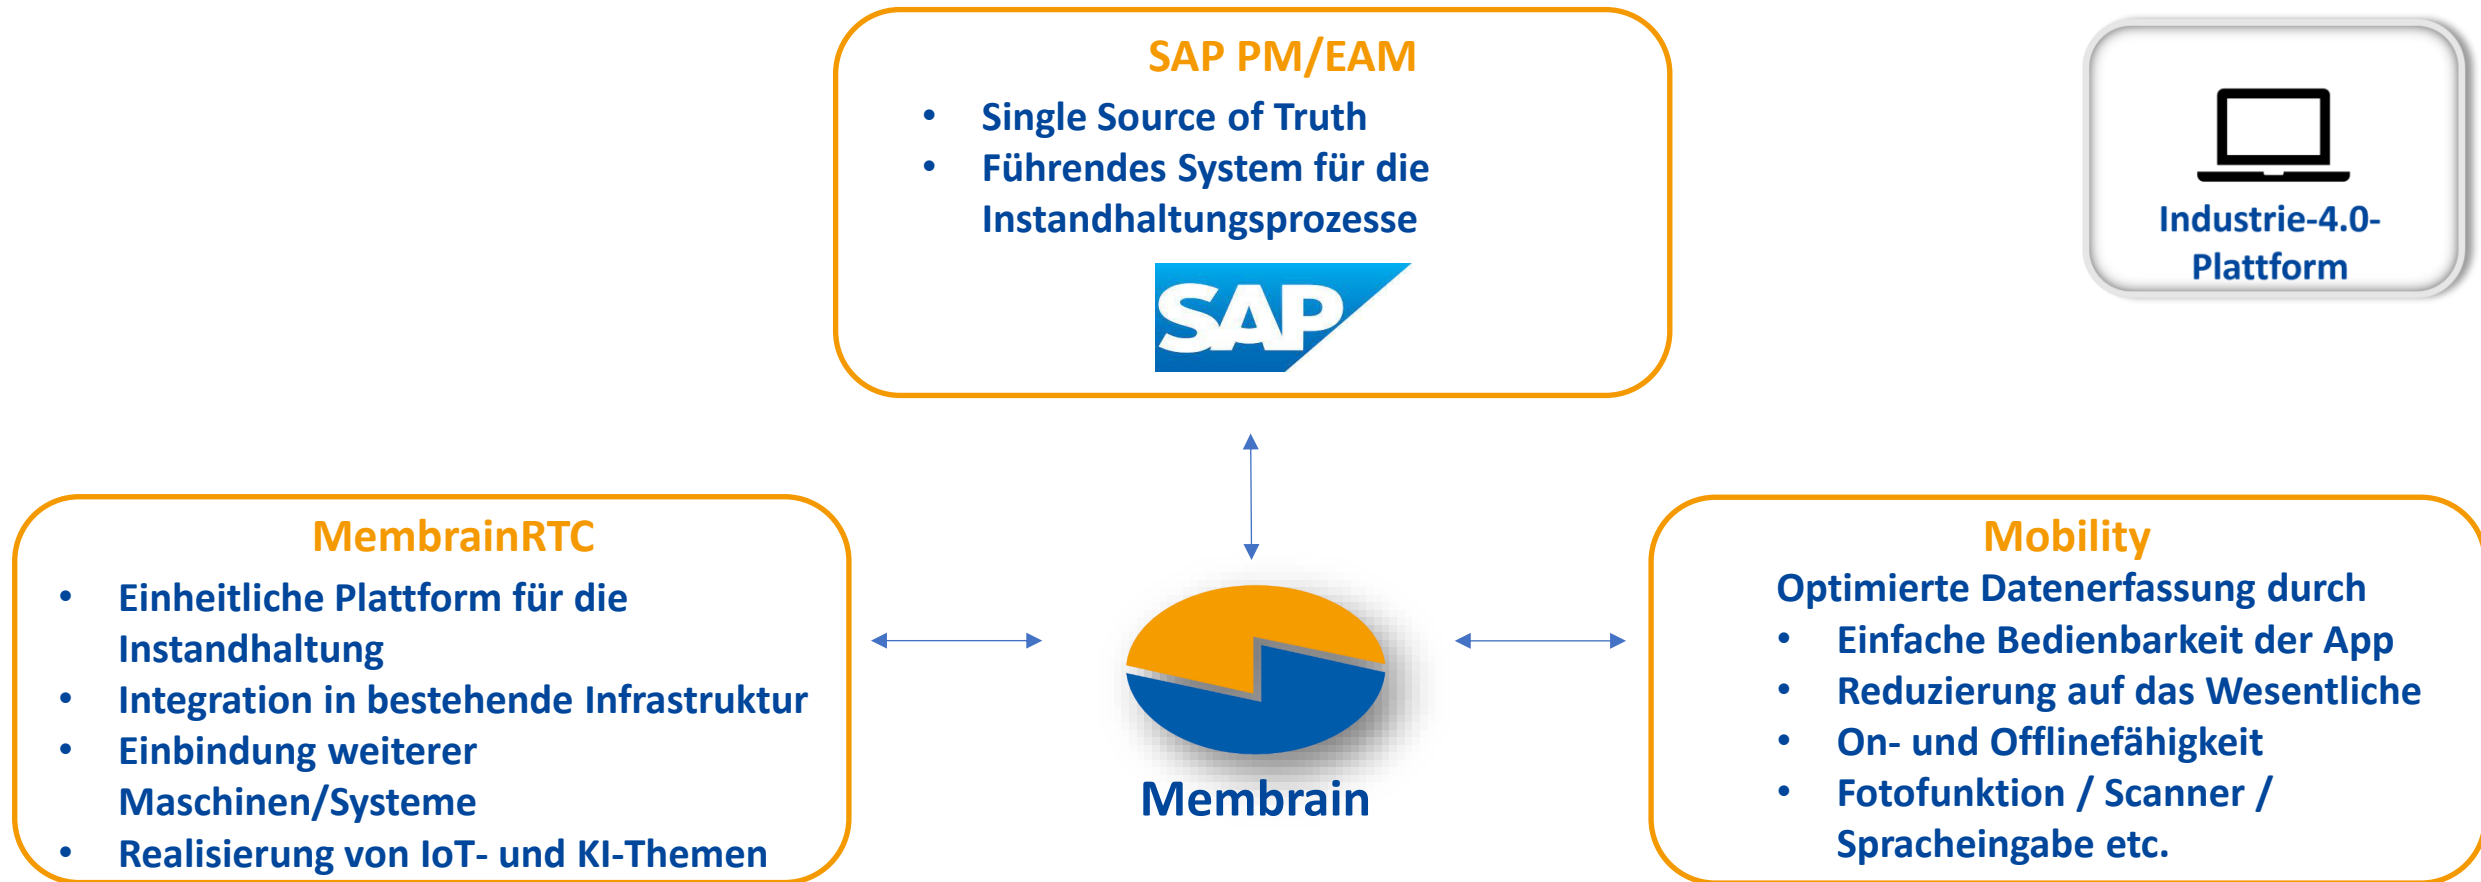 SAP PM/EAM
• Single Source of Truth
• Führendes System für die
Instandhaltungsprozesse
SAP
Industrie-4.0-
Plattform
MembrainRTC
• Einheitliche Plattform für die
Instandhaltung
• Integration in bestehende Infrastruktur
• Einbindung weiterer
Maschinen/Systeme
• Realisierung von IoT- und KI-Themen
Membrain
Mobility
Optimierte Datenerfassung durch
• Einfache Bedienbarkeit der App
• Reduzierung auf das Wesentliche
• On- und Offlinefähigkeit
• Fotofunktion / Scanner /
Spracheingabe etc.